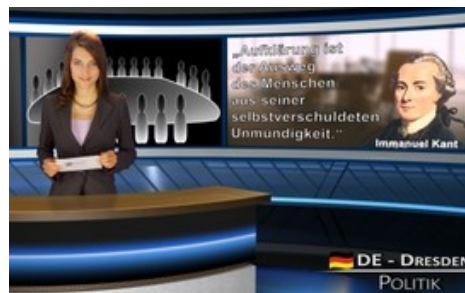 „Aufklärung ist
der Ausweg
des Menschen
aus seiner
selbstverschuldeten
Unmündigkeit.“
Immanuel Kant
DE - DRESDEN
POLITIK